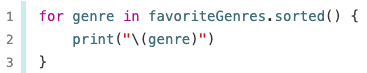 1 for genre in favoriteGenres.sorted() {
2     print("\(genre)")
3 }